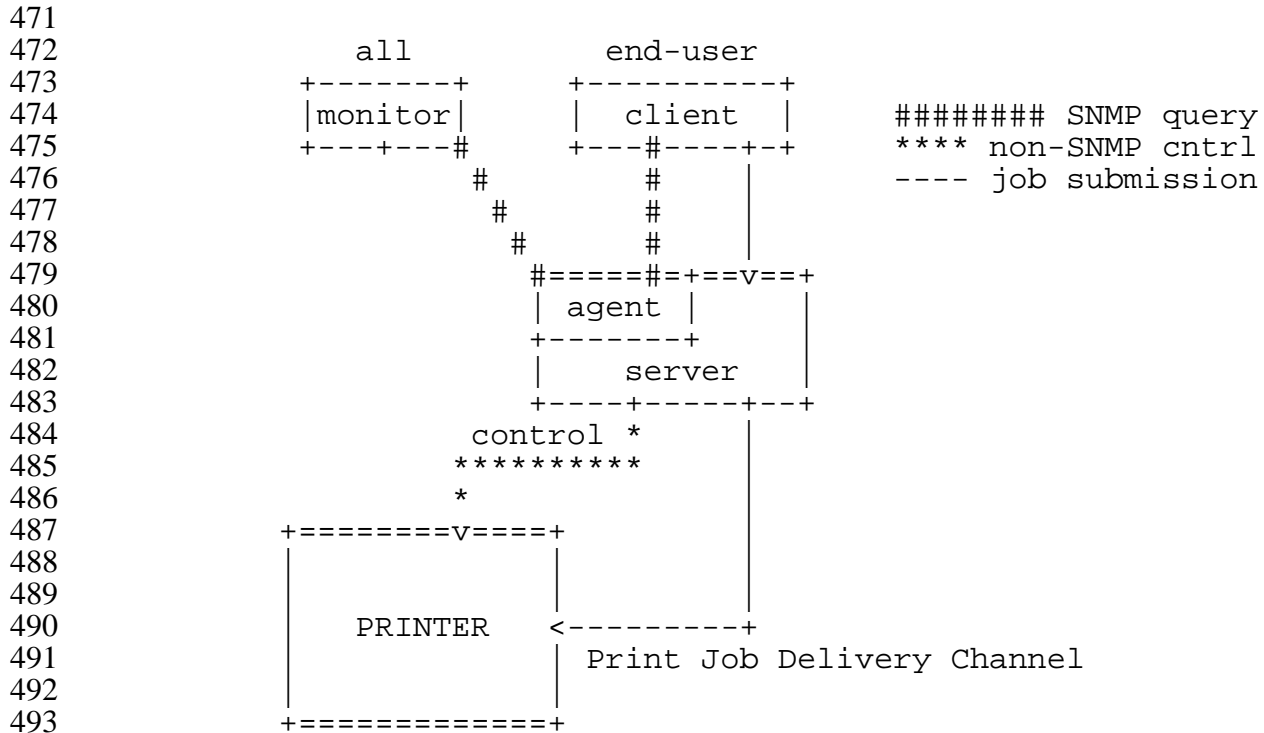 471
472 all end-user
473 +-------+ +----------+
474 |monitor| | client | ######## SNMP query
475 +---+---# +---#----+-+ **** non-SNMP cntrl
476 # # | ---- job submission
477 # # |
478 # # |
479 #=====#=+==v==+
480 | agent | |
481 +-------+ |
482 | server |
483 +----+-----+--+
484 control * |
485 ********** |
486 * |
487 +========v====+ |
488 | | |
489 | | |
490 | PRINTER <---------+
491 | | Print Job Delivery Channel
492 | |
493 +=============+